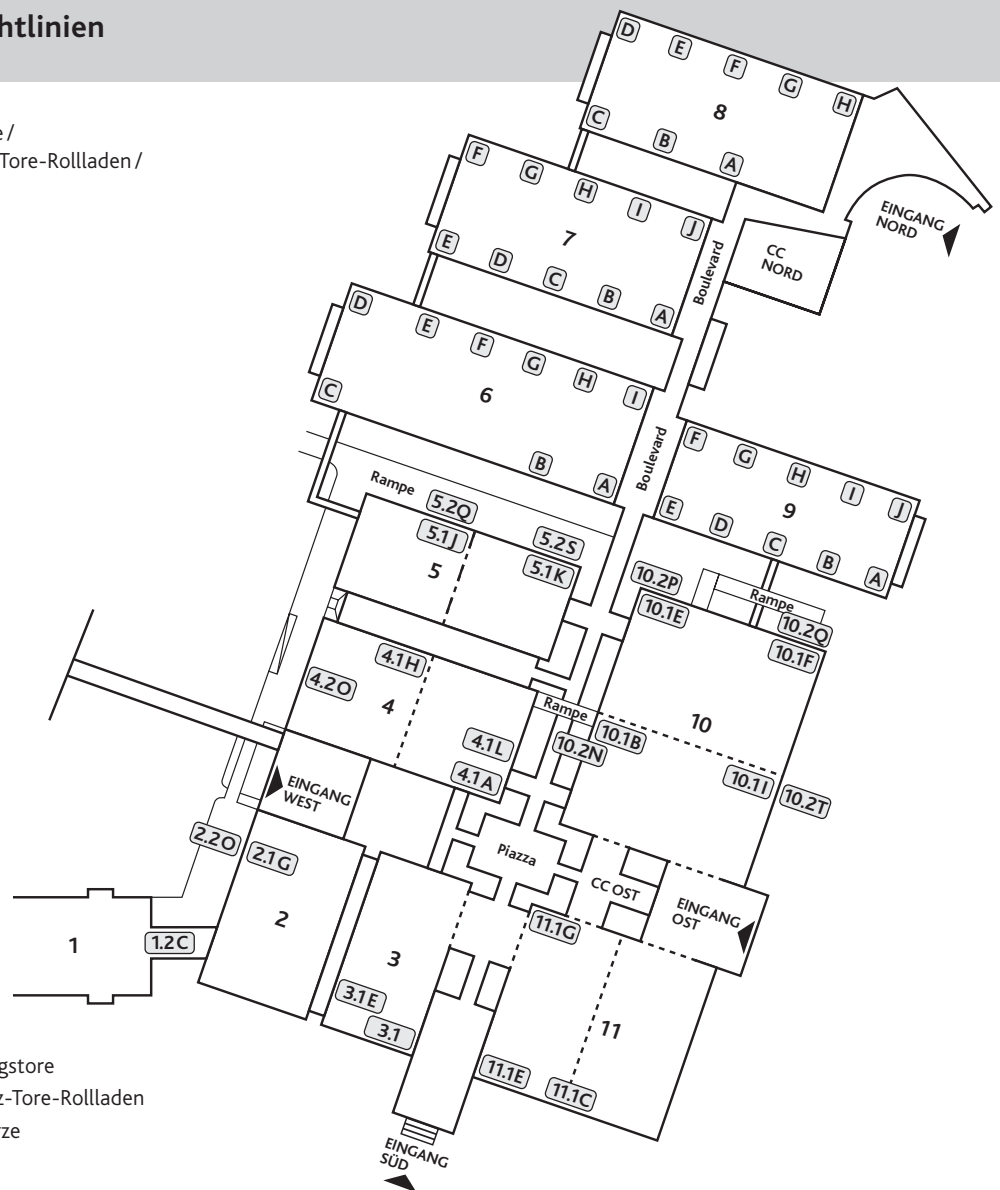 htlinien
e /
Tore-Rollladen /
D
E
F
G
H
8
C
B
A
F
G
H
I
J
7
E
D
C
B
A
EINGANG
NORD
CC
NORD
Boulevard
D
E
F
G
H
I
6
C
B
A
Boulevard
F
G
H
I
J
9
E
D
C
B
A
Rampe
5.2Q
5.1J
5.2S
5.1K
5
10.2P
10.1E
Rampe
10.2Q
10.1F
4.1H
4.2O
4
4.1L
4.1A
Rampe
10.2N
10.1B
10
10.1I
10.2T
EINGANG
WEST
2.2O
2.1G
2
Piazza
CC OST
EINGANG
OST
1
1.2C
3
3.1E
3.1
11.1G
11
11.1E
11.1C
gstore
z-Tore-Rollladen
rze
EINGANG
SÜD